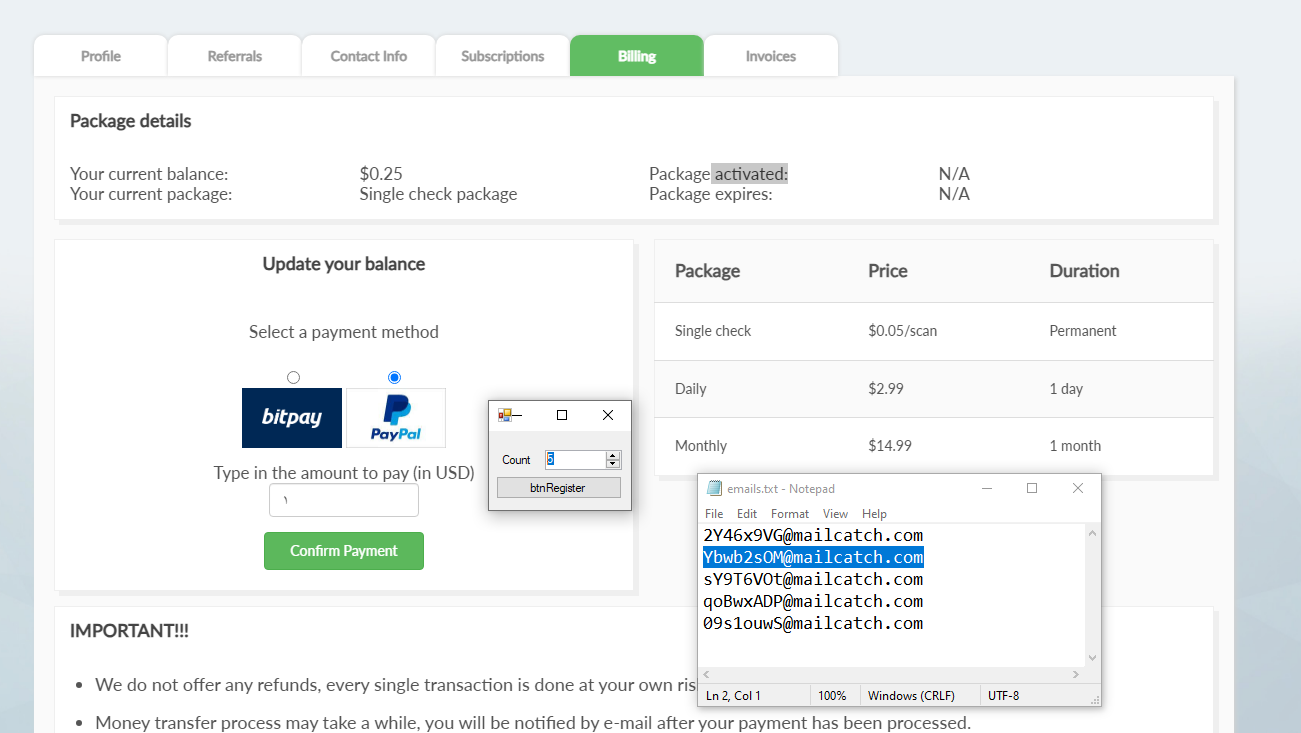 Profile Referrals Contact Info Subscriptions Billing Invoices
Package details
Your current balance: $0.25 Package activated: N/A
Your current package: Single check package Package expires: N/A
Update your balance
Select a payment method
bitpay PayPal
Type in the amount to pay (in USD)
Confirm Payment
Package Price Duration
Single check $0.05/scan Permanent
Daily $2.99 1 day
Monthly $14.99 1 month
Count 5
btnRegister
emails.txt - Notepad
File Edit Format View Help
2Y46x9VG@mailcatch.com
Ybwb2sOM@mailcatch.com
sY9T6VOt@mailcatch.com
qoBwxADP@mailcatch.com
09s1ouwS@mailcatch.com
Ln 2, Col 1 100% Windows (CRLF) UTF-8
IMPORTANT!!!
We do not offer any refunds, every single transaction is done at your own
Money transfer process may take a while, you will be notified by e-mail after your payment has been processed.